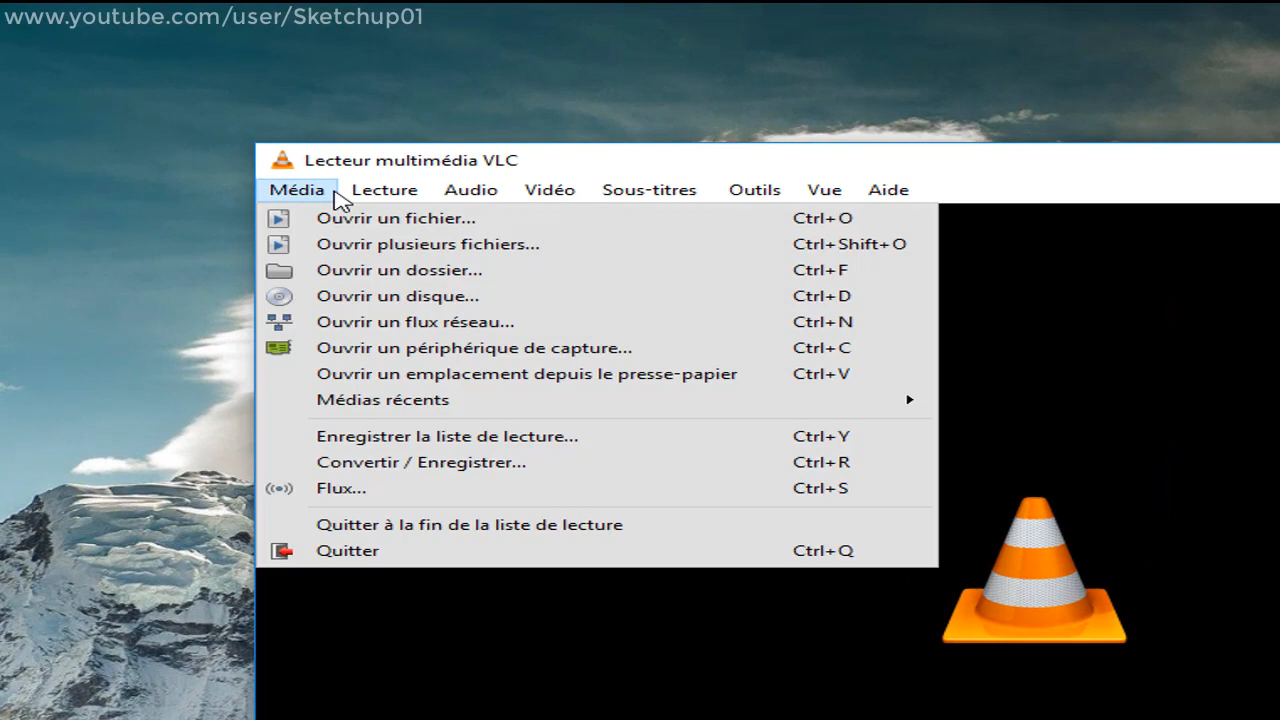 www.youtube.com/user/Sketchup01
Lecteur multimédia VLC
Média Lecture Audio Vidéo Sous-titres Outils Vue Aide
Ouvrir un fichier... Ctrl+O
Ouvrir plusieurs fichiers... Ctrl+Shift+O
Ouvrir un dossier... Ctrl+F
Ouvrir un disque... Ctrl+D
Ouvrir un flux réseau... Ctrl+N
Ouvrir un périphérique de capture... Ctrl+C
Ouvrir un emplacement depuis le presse-papier Ctrl+V
Médias récents
Enregistrer la liste de lecture... Ctrl+Y
Convertir / Enregistrer... Ctrl+R
Flux... Ctrl+S
Quitter à la fin de la liste de lecture
Quitter Ctrl+Q